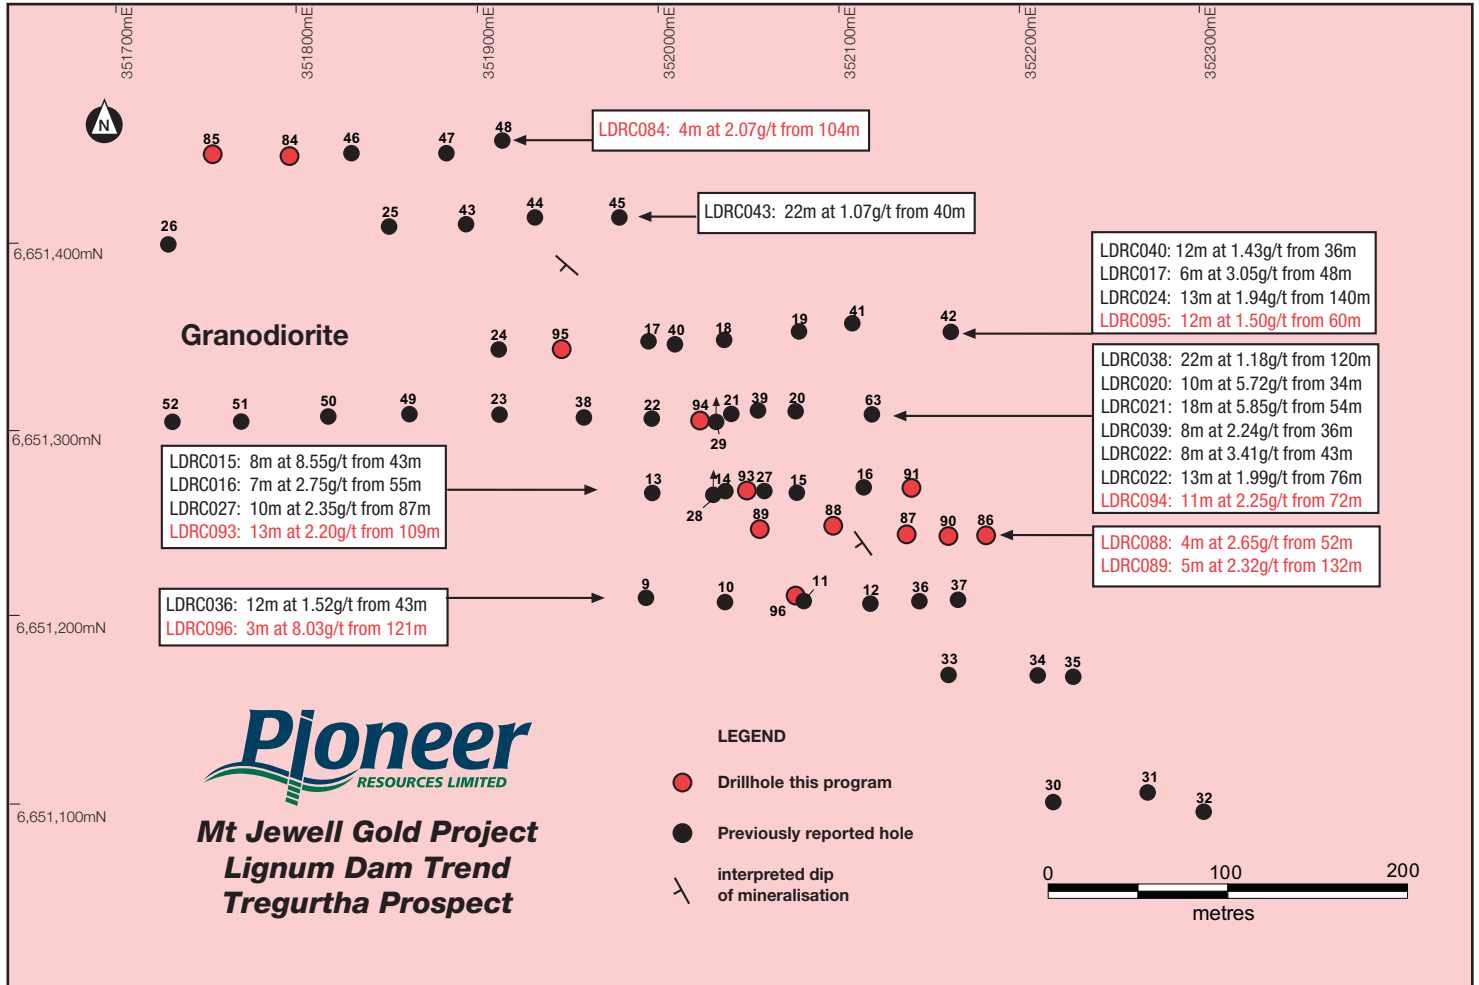 351700mE
351800mE
351900mE
352000mE
352100mE
352200mE
352300mE
N
85 84 46 47 48
LDRC084: 4m at 2.07g/t from 104m
26 25 43 44 45
LDRC043: 22m at 1.07g/t from 40m
6,651,400mN
LDRC040: 12m at 1.43g/t from 36m
LDRC017: 6m at 3.05g/t from 48m
LDRC024: 13m at 1.94g/t from 140m
LDRC095: 12m at 1.50g/t from 60m
Granodiorite
24 95 17 40 18 19 41 42
LDRC038: 22m at 1.18g/t from 120m
LDRC020: 10m at 5.72g/t from 34m
LDRC021: 18m at 5.85g/t from 54m
LDRC039: 8m at 2.24g/t from 36m
LDRC022: 8m at 3.41g/t from 43m
LDRC022: 13m at 1.99g/t from 76m
LDRC094: 11m at 2.25g/t from 72m
52 51 50 49 23 38 22 94 21 39 20 63
29
6,651,300mN
LDRC015: 8m at 8.55g/t from 43m
LDRC016: 7m at 2.75g/t from 55m
LDRC027: 10m at 2.35g/t from 87m
LDRC093: 13m at 2.20g/t from 109m
13 14 93 27 15 16 91
28
89 88 87 90 86
LDRC088: 4m at 2.65g/t from 52m
LDRC089: 5m at 2.32g/t from 132m
LDRC036: 12m at 1.52g/t from 43m
LDRC096: 3m at 8.03g/t from 121m
9 10 96 11 12 36 37
6,651,200mN
33 34 35
Pioneer
RESOURCES LIMITED
Mt Jewell Gold Project
Lignum Dam Trend
Tregurtha Prospect
LEGEND
Drillhole this program
Previously reported hole
interpreted dip
of mineralisation
30 31 32
6,651,100mN
0 100 200
metres